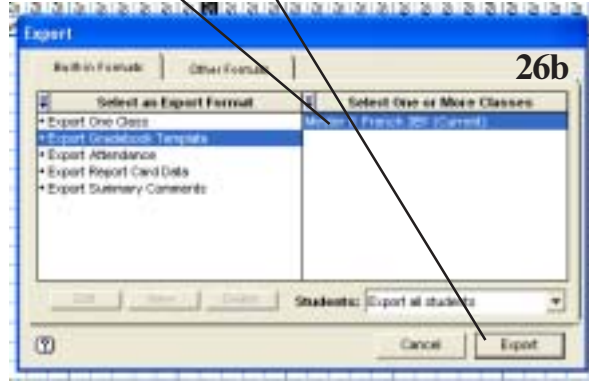 Export
Built-in Formats Other Formats
26b
Select an Export Format Select One or More Classes
• Export One Class
• Export Gradebook Template
• Export Attendance
• Export Report Card Data
• Export Summary Comments
French (Current)
Edit New Delete
Students: Export all students
? Cancel Export